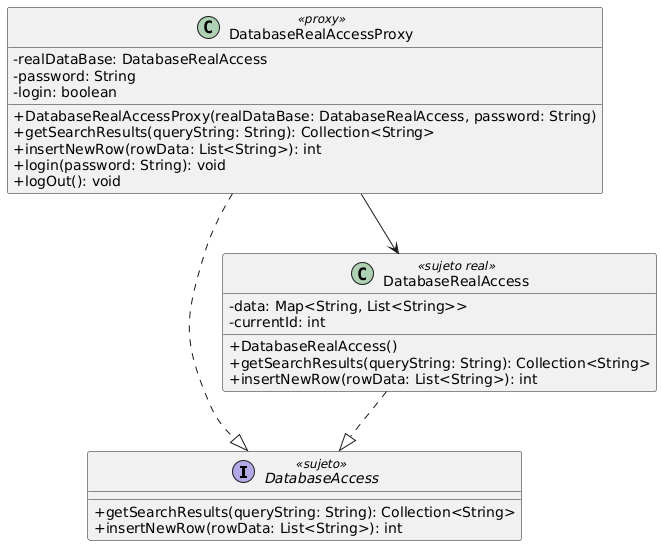 «proxy»
C DatabaseRealAccessProxy
-realDataBase: DatabaseRealAccess
-password: String
-login: boolean
+DatabaseRealAccessProxy(realDataBase: DatabaseRealAccess, password: String)
+getSearchResults(queryString: String): Collection<String>
+insertNewRow(rowData: List<String>): int
+login(password: String): void
+logOut(): void
«sujeto real»
C DatabaseRealAccess
-data: Map<String, List<String>>
-currentId: int
+DatabaseRealAccess()
+getSearchResults(queryString: String): Collection<String>
+insertNewRow(rowData: List<String>): int
«sujeto»
I DatabaseAccess
+getSearchResults(queryString: String): Collection<String>
+insertNewRow(rowData: List<String>): int